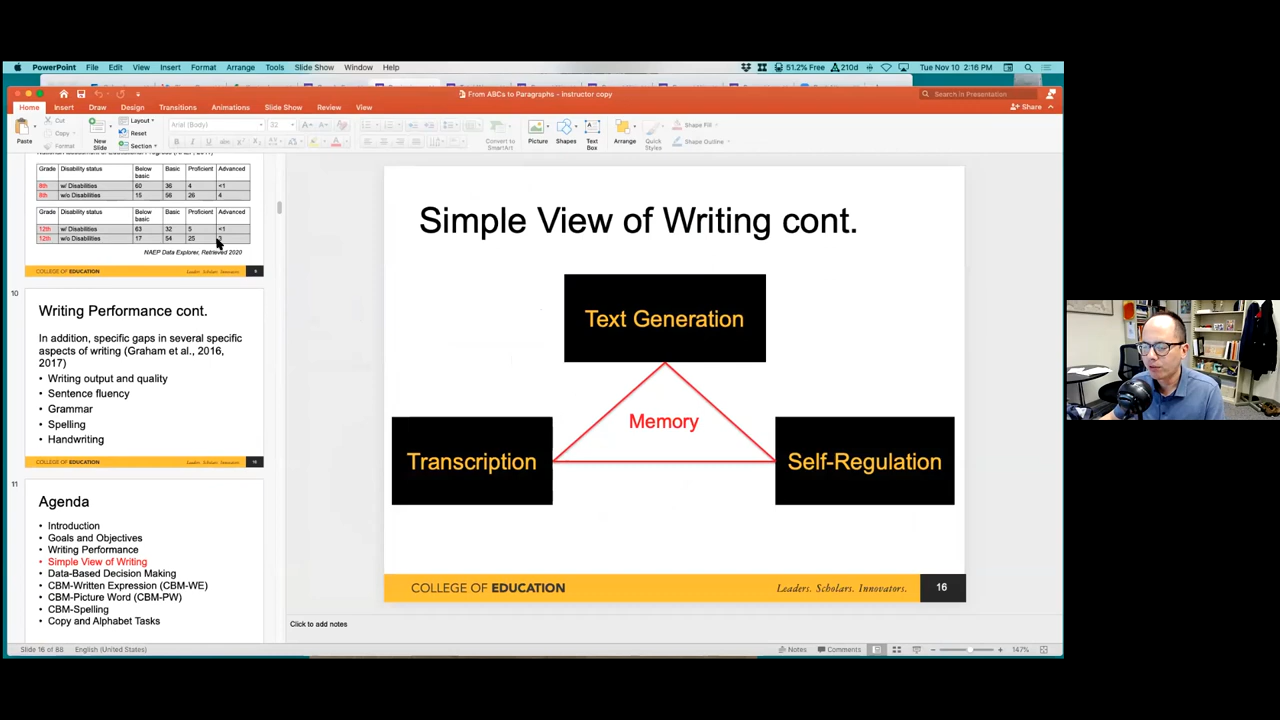 PowerPoint File Edit View Insert Format Arrange Tools Slide Show Window Help 51.2% Free 210d Tue Nov 10 2:16 PM
From ABCs to Paragraphs - Instructor copy
Search in Presentation
Home Insert Draw Design Transitions Animations Slide Show Review View Share
Paste
Cut
Copy
Format
New Slide
Layout
Reset
Section
Arial (Body) 32
Convert to SmartArt
Picture
Shapes
Text Box
Arrange
Quick Styles
Shape Fill
Shape Outline
Grade Disability status Below basic Basic Proficient Advanced
8th w/ Disabilities 60 36 4 <1
8th w/o Disabilities 15 56 26 4
Grade Disability status Below basic Basic Proficient Advanced
12th w/ Disabilities 63 32 5 <1
12th w/o Disabilities 17 54 25
NAEP Data Explorer, Retrieved 2020
COLLEGE OF EDUCATION Leaders. Scholars. Innovators. 9
10
Writing Performance cont.
In addition, specific gaps in several specific
aspects of writing (Graham et al., 2016,
2017)
• Writing output and quality
• Sentence fluency
• Grammar
• Spelling
• Handwriting
COLLEGE OF EDUCATION Leaders. Scholars. Innovators. 10
11
Agenda
• Introduction
• Goals and Objectives
• Writing Performance
• Simple View of Writing
• Data-Based Decision Making
• CBM-Written Expression (CBM-WE)
• CBM-Picture Word (CBM-PW)
• CBM-Spelling
• Copy and Alphabet Tasks
Simple View of Writing cont.
Text Generation
Memory
Transcription
Self-Regulation
COLLEGE OF EDUCATION Leaders. Scholars. Innovators. 16
Click to add notes
Slide 16 of 88 English (United States) Notes Comments 147%